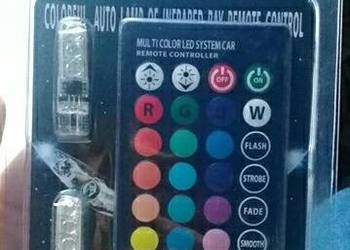 COLORFUL AUTO LAMP OF INFRARED RAY REMOTE CONTROL
MULTI COLOR LED SYSTEM CAR
REMOTE CONTROLLER
OFF ON
R G B W
FLASH
STROBE
FADE
SMOOTH